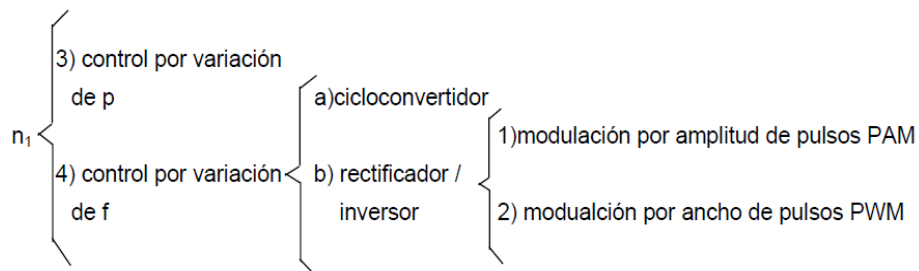 3) control por variación
de p
a)cicloconvertidor
n₁
1)modulación por amplitud de pulsos PAM
4) control por variación
b) rectificador /
de f
inversor
2) modualción por ancho de pulsos PWM